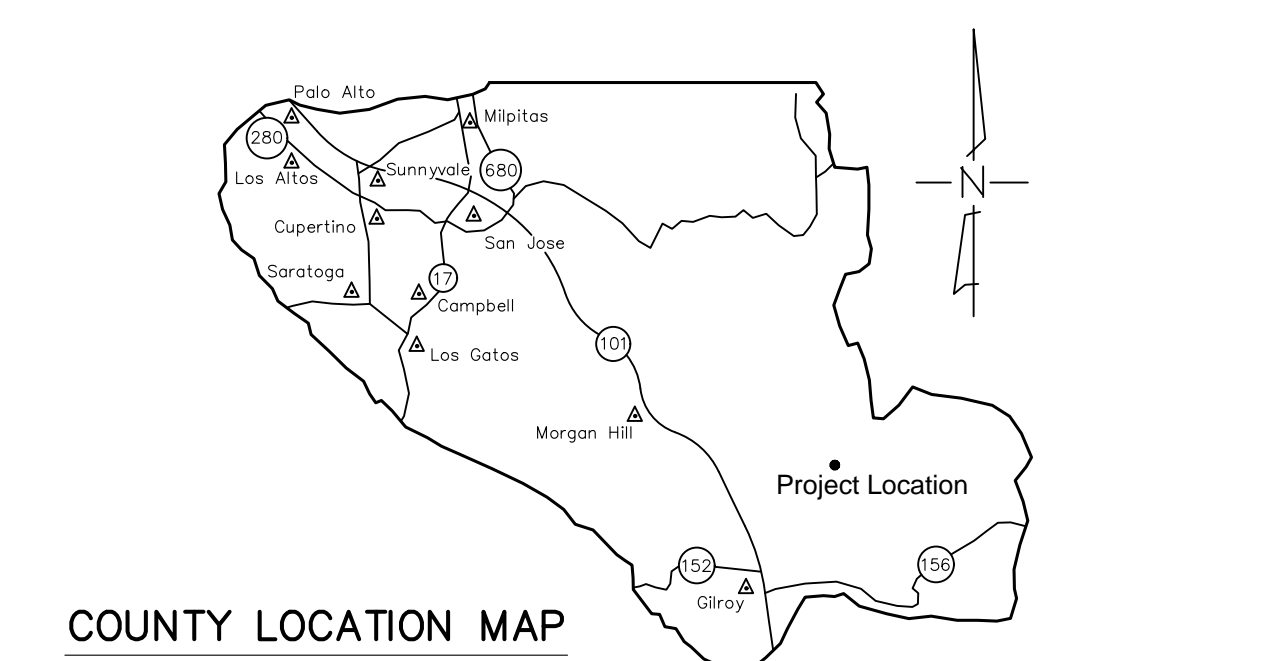 Palo Alto
Milpitas
280
Sunnyvale
680
Los Altos
N
Cupertino
San Jose
Saratoga
17
Campbell
101
Los Gatos
Morgan Hill
Project Location
152
156
Gilroy
COUNTY LOCATION MAP